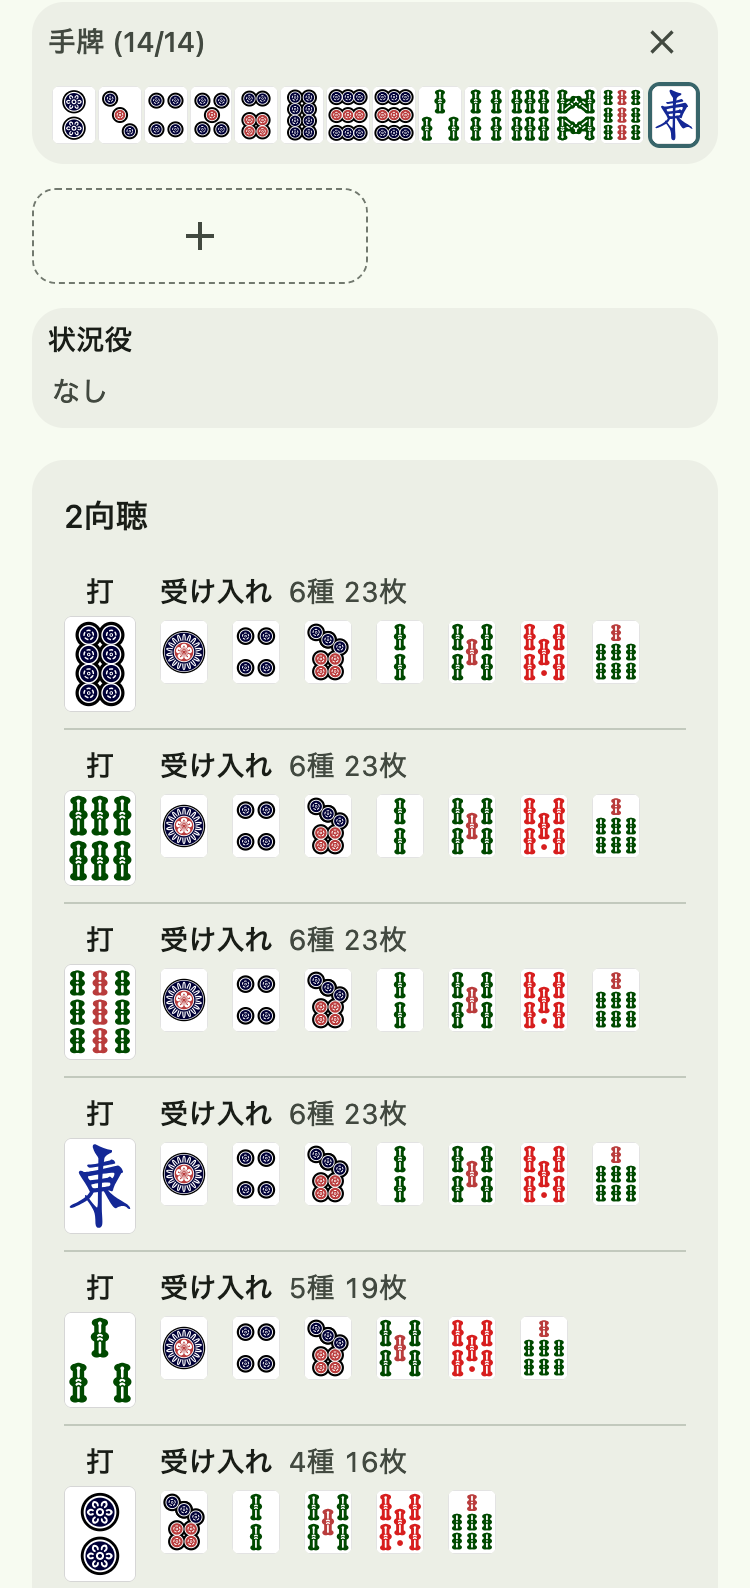 手牌 (14/14)
東
+
状況役
なし
2向聴
打 受け入れ 6種 23枚
打 受け入れ 6種 23枚
打 受け入れ 6種 23枚
打 受け入れ 6種 23枚
東
打 受け入れ 5種 19枚
打 受け入れ 4種 16枚